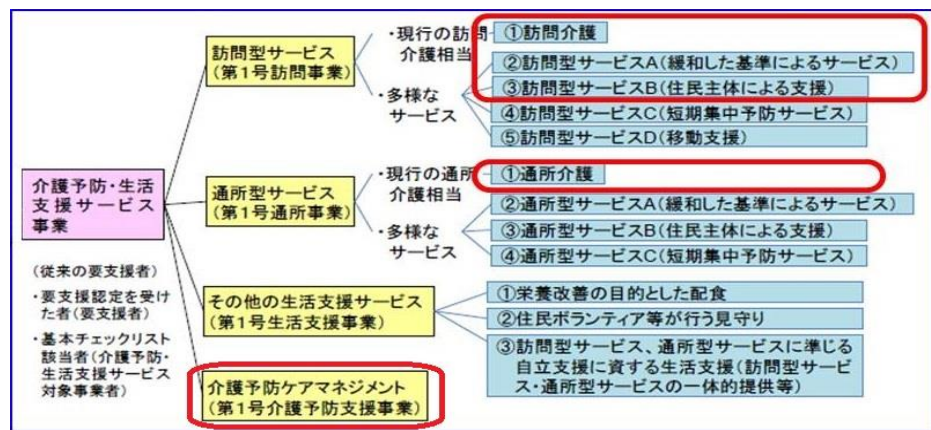 介護予防・生活
支援サービス
事業
(従来の要支援者)
・要支援認定を受け
た者(要支援者)
・基本チェックリスト
該当者(介護予防・
生活支援サービス
対象事業者)
訪問型サービス
(第1号訪問事業)
・現行の訪問
介護相当
①訪問介護
・多様な
サービス
②訪問型サービスA(緩和した基準によるサービス)
③訪問型サービスB(住民主体による支援)
④訪問型サービスC(短期集中予防サービス)
⑤訪問型サービスD(移動支援)
通所型サービス
(第1号通所事業)
・現行の通所
介護相当
①通所介護
・多様な
サービス
②通所型サービスA(緩和した基準によるサービス)
③通所型サービスB(住民主体による支援)
④通所型サービスC(短期集中予防サービス)
その他の生活支援サービス
(第1号生活支援事業)
①栄養改善の目的とした配食
②住民ボランティア等が行う見守り
③訪問型サービス、通所型サービスに準じる
自立支援に資する生活支援(訪問型サービ
ス・通所型サービスの一体的提供等)
介護予防ケアマネジメント
(第1号介護予防支援事業)